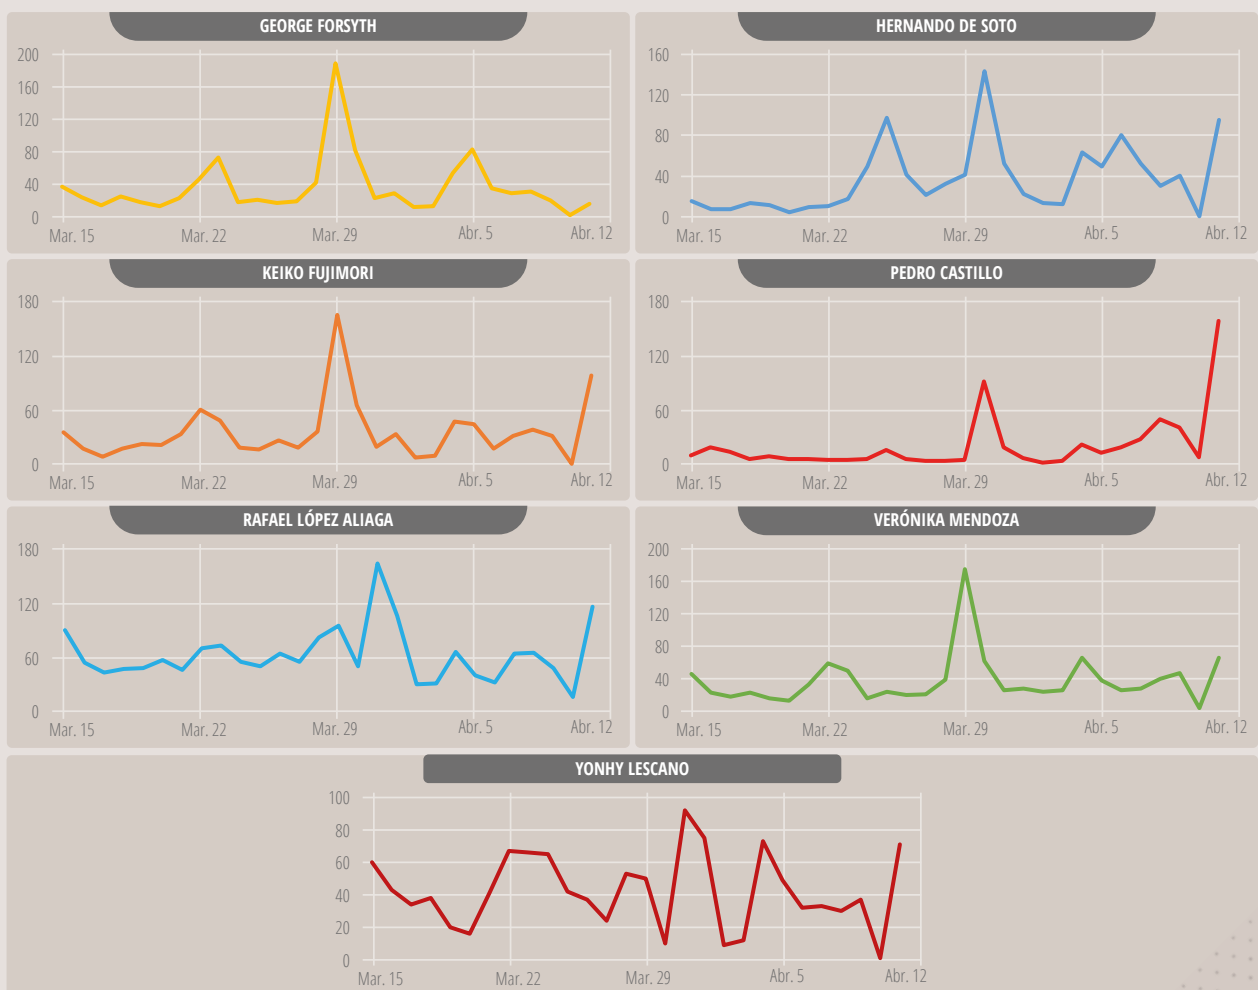 GEORGE FORSYTH
200
160
120
80
40
0
Mar. 15
Mar. 22
Mar. 29
Abr. 5
Abr. 12
HERNANDO DE SOTO
160
120
80
40
0
Mar. 15
Mar. 22
Mar. 29
Abr. 5
Abr. 12
KEIKO FUJIMORI
180
120
60
0
Mar. 15
Mar. 22
Mar. 29
Abr. 5
Abr. 12
PEDRO CASTILLO
180
120
60
0
Mar. 15
Mar. 22
Mar. 29
Abr. 5
Abr. 12
RAFAEL LÓPEZ ALIAGA
180
120
60
0
Mar. 15
Mar. 22
Mar. 29
Abr. 5
Abr. 12
VERÓNIKA MENDOZA
200
160
120
80
40
0
Mar. 15
Mar. 22
Mar. 29
Abr. 5
Abr. 12
YONHY LESCANO
100
80
60
40
20
0
Mar. 15
Mar. 22
Mar. 29
Abr. 5
Abr. 12